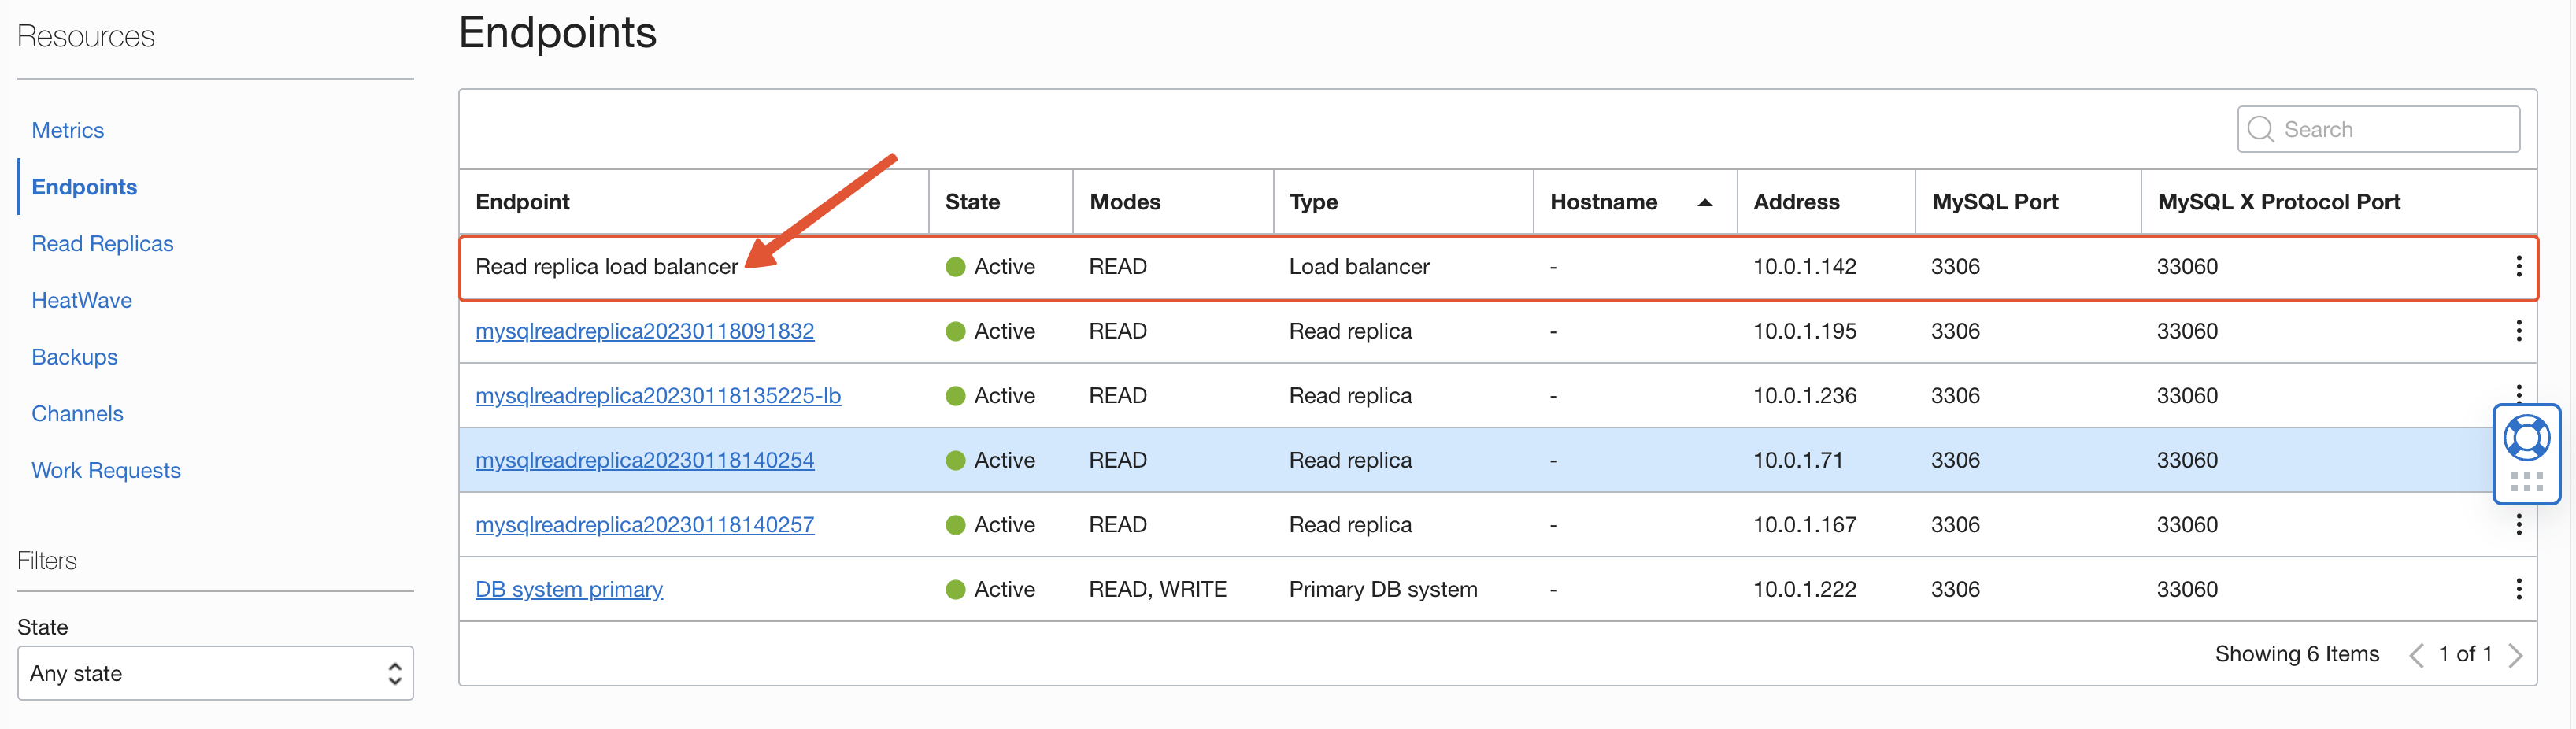 Resources
Metrics
Endpoints
Read Replicas
HeatWave
Backups
Channels
Work Requests
Filters
State
Any state
Endpoints
Search
Endpoint State Modes Type Hostname Address MySQL Port MySQL X Protocol Port
Read replica load balancer Active READ Load balancer - 10.0.1.142 3306 33060
mysqlreadreplica20230118091832 Active READ Read replica - 10.0.1.195 3306 33060
mysqlreadreplica20230118135225-lb Active READ Read replica - 10.0.1.236 3306 33060
mysqlreadreplica20230118140254 Active READ Read replica - 10.0.1.71 3306 33060
mysqlreadreplica20230118140257 Active READ Read replica - 10.0.1.167 3306 33060
DB system primary Active READ, WRITE Primary DB system - 10.0.1.222 3306 33060
Showing 6 Items 1 of 1